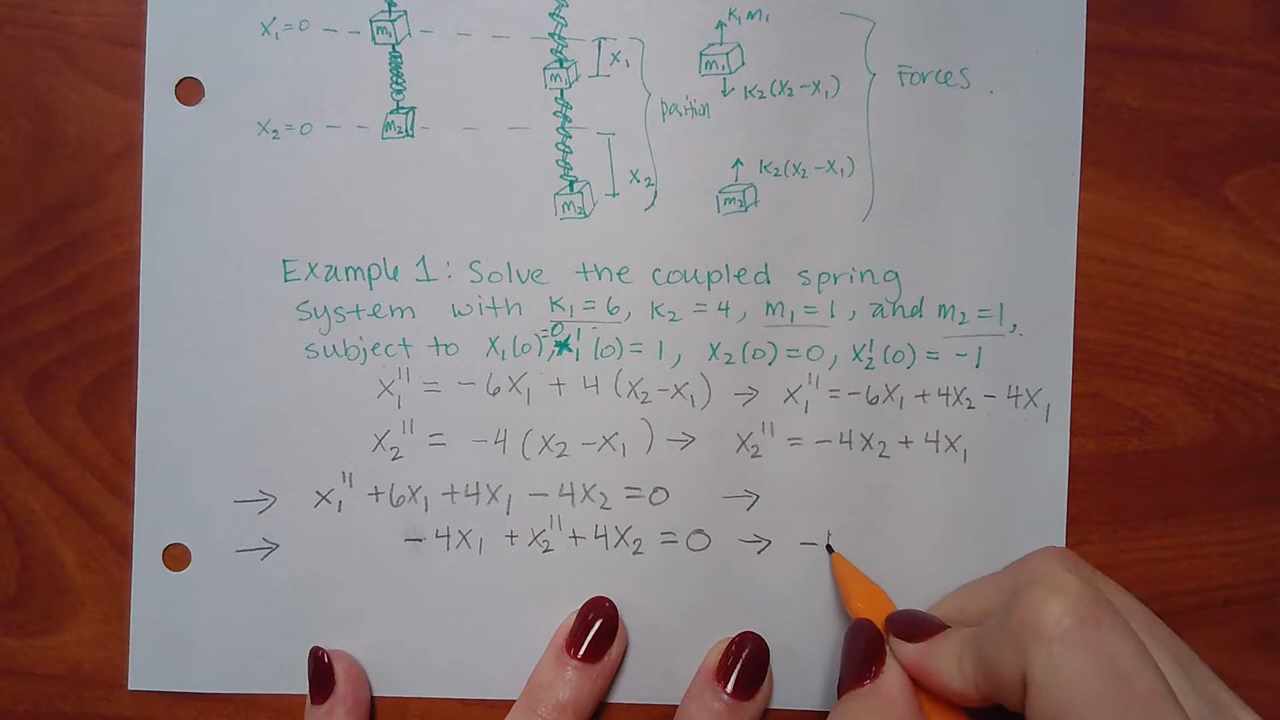 x₁=0
m₁
x₂=0
m₂
m₁
x₁
position
x₂
m₂
K₁m₁
m₁
K₂(x₂-x₁)
K₂(x₂-x₁)
m₂
Forces.
Example 1: Solve the coupled spring
system with K₁=6, K₂=4, m₁=1, and m₂=1,
subject to x₁(0)=0, x₁'(0)=1, x₂(0)=0, x₂'(0)=-1
x₁''=-6x₁+4(x₂-x₁) → x₁''=-6x₁+4x₂-4x₁
x₂''=-4(x₂-x₁) → x₂''=-4x₂+4x₁
→ x₁''+6x₁+4x₁-4x₂=0 →
→ -4x₁+x₂''+4x₂=0 → -